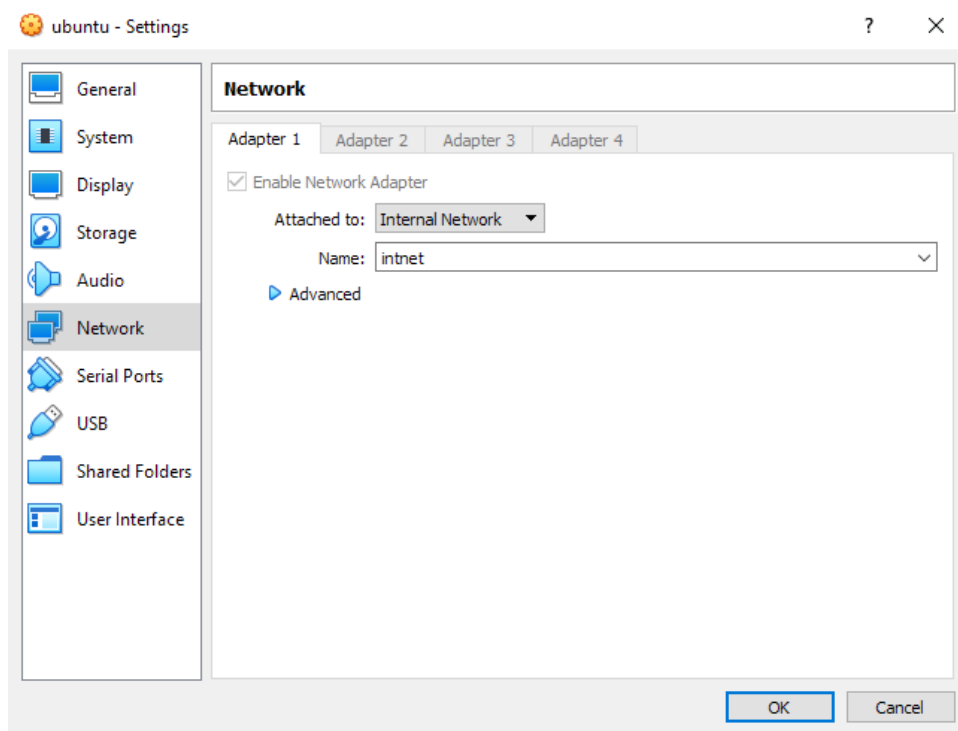 ubuntu - Settings
?
General
System
Display
Storage
Audio
Network
Serial Ports
USB
Shared Folders
User Interface
Network
Adapter 1 Adapter 2 Adapter 3 Adapter 4
Enable Network Adapter
Attached to: Internal Network
Name: intnet
Advanced
OK Cancel